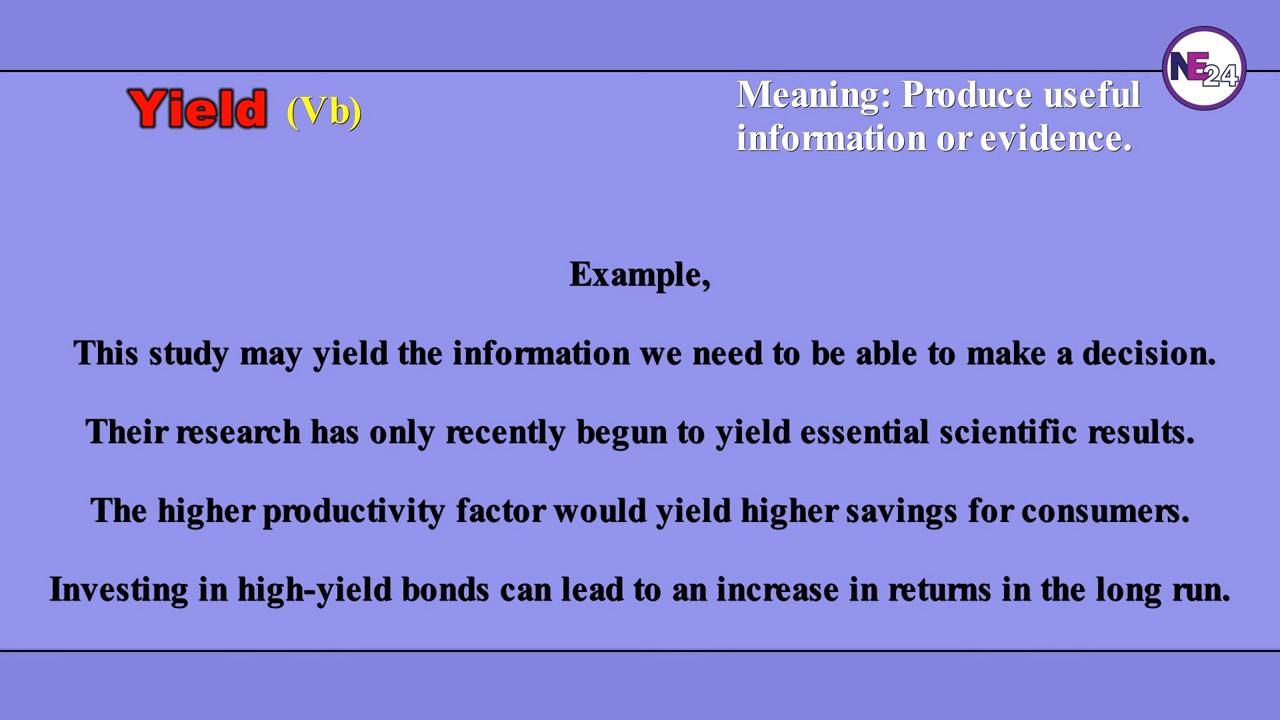 Yield (Vb)
Meaning: Produce useful
information or evidence.
NE24
Example,
This study may yield the information we need to be able to make a decision.
Their research has only recently begun to yield essential scientific results.
The higher productivity factor would yield higher savings for consumers.
Investing in high-yield bonds can lead to an increase in returns in the long run.